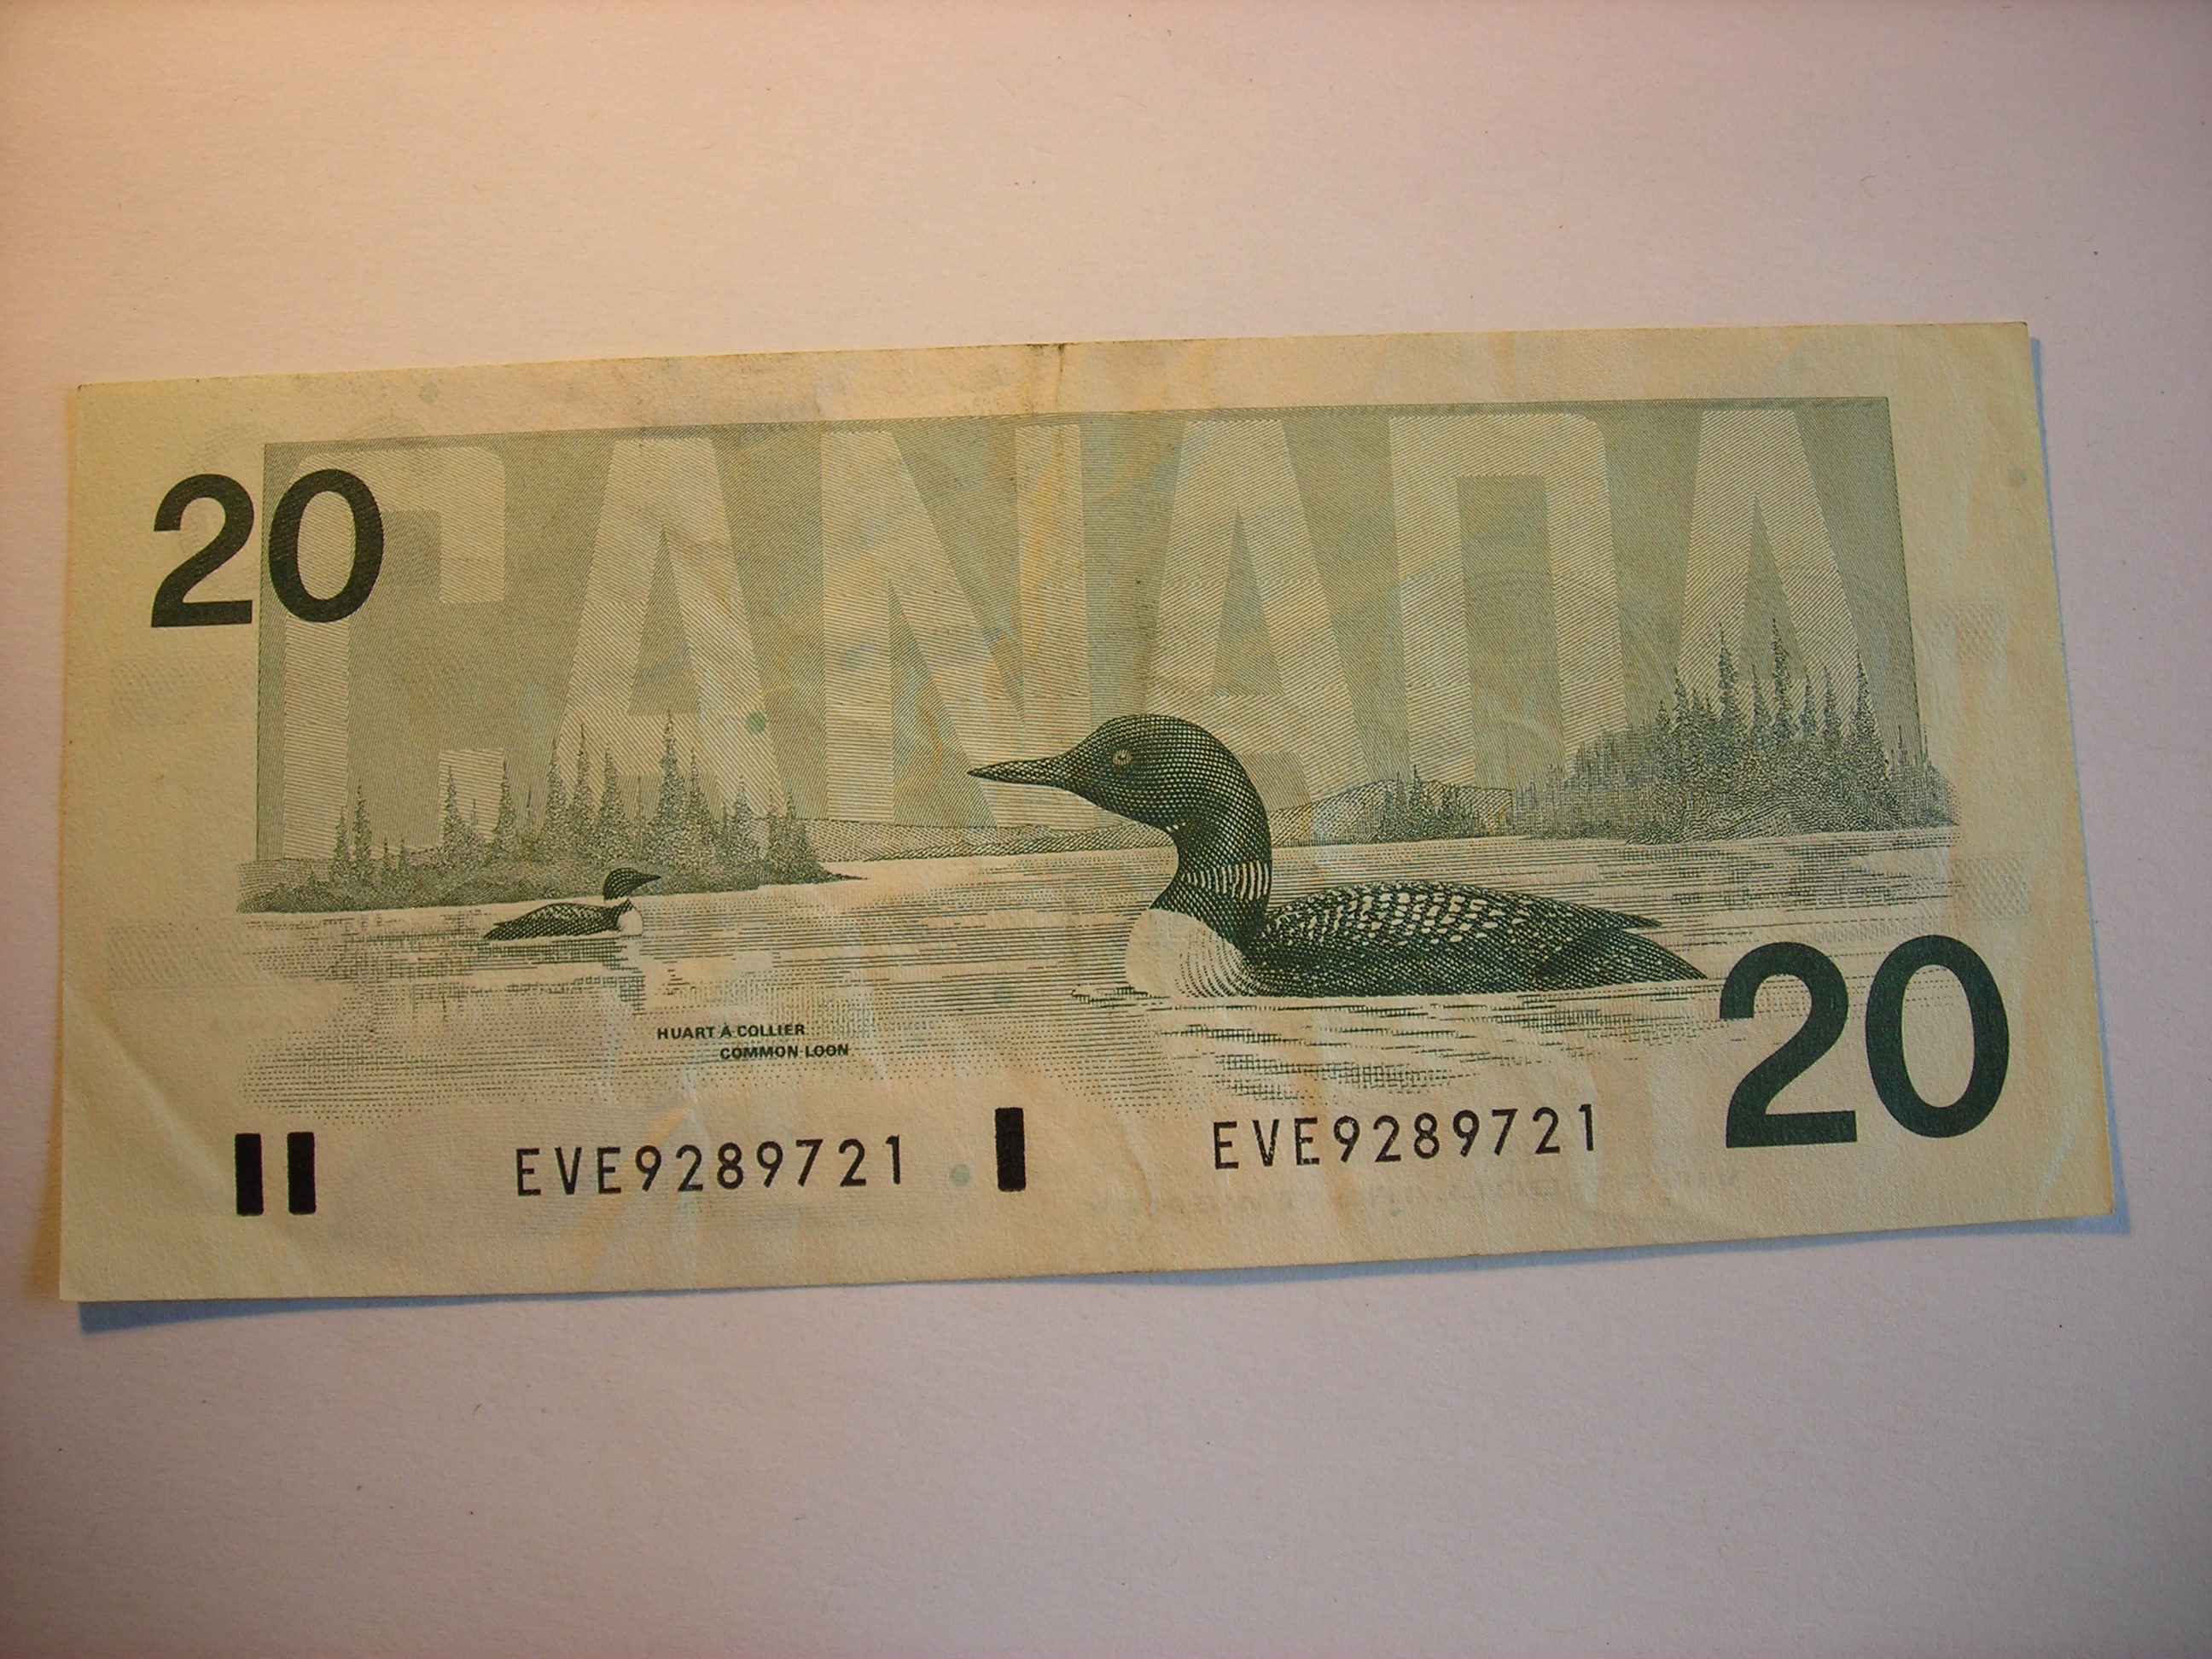 CANADA
20
HUART À COLLIER
COMMON LOON
EVE9289721
EVE9289721
20